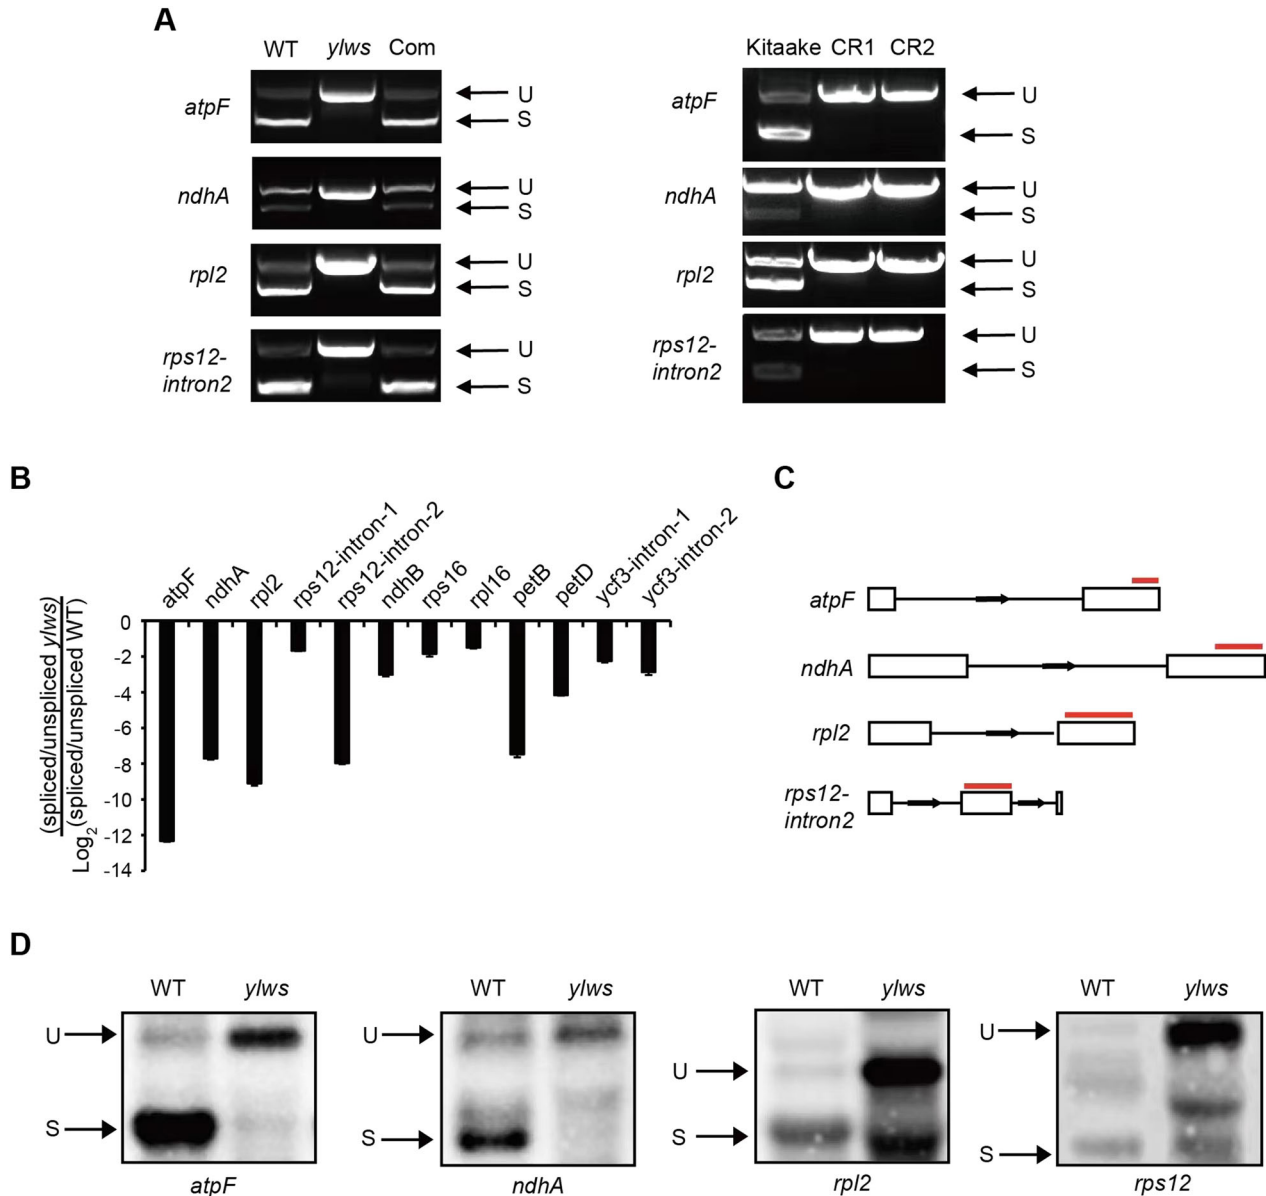 A
WT ylws Com
atpF
U
S
ndhA
U
S
rpl2
U
S
rps12-
intron2
U
S
Kitaake CR1 CR2
atpF
U
S
ndhA
U
S
rpl2
U
S
rps12-
intron2
U
S
B
atpF
ndhA
rpl2
rps12-intron-1
rps12-intron-2
ndhB
rps16
rpl16
petB
petD
ycf3-intron-1
ycf3-intron-2
Log2 (spliced/unspliced ylws)
(spliced/unspliced WT)
0
-2
-4
-6
-8
-10
-12
-14
C
atpF
ndhA
rpl2
rps12-
intron2
D
WT ylws
U
S
atpF
WT ylws
U
S
ndhA
WT ylws
U
S
rpl2
WT ylws
U
S
rps12